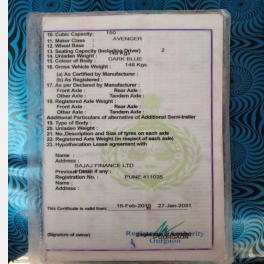 10. Cubic Capacity: 150
11. Maker Class : AVENGER
12. Wheel Base :
13. Seating Capacity (Including Driver) 2
14. Unladen Weight : Kgs
15. Colour of Body : DARK BLUE
16. Gross Vehicle Weight : 148 Kgs
(a) As Certified by Manufacturer :
(b) As Registered :
17. As per Declared by Manufacturer :
Front Axle : Rear Axle :
Other Axle : Tandem Axle :
18. Registered Axle Weight :
Front Axle : Rear Axle :
Other Axle : Tandem Axle :
Additional Particulars of alternative of Additional Semi-trailer
19. Type of Body :
20. Unladen Weight :
21. No. Description and Size of tyres on each axle
22. Registered Axle Weight (in respect of each axle)
23. Hypothecation Lease agreement with
Name :
Address :
BAJAJ FINANCE LTD
Previous Detail if any :
Registration No. : PUNE 411035
Name :
Address :
This Certificate is valid from 16-Feb-2016 27-Jan-2031
Registering Authority
Gurgaon
(Signature of owner)